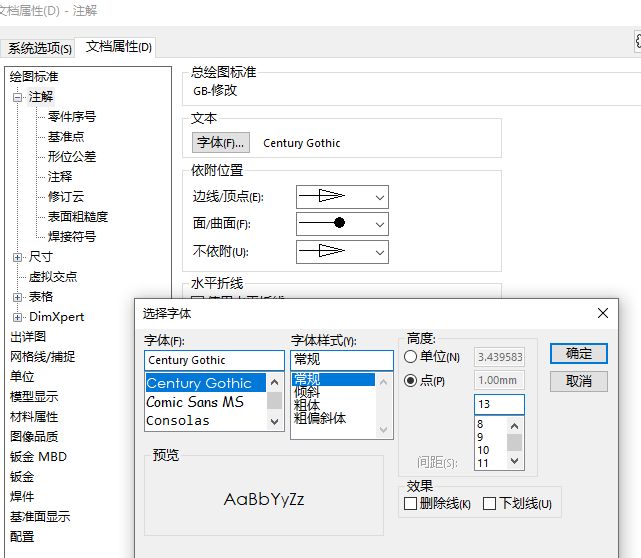 文档属性(D) - 注解
系统选项(S)
文档属性(D)
绘图标准
注解
零件序号
基准点
形位公差
注释
修订云
表面粗糙度
焊接符号
尺寸
虚拟交点
表格
DimXpert
出详图
网格线/捕捉
单位
模型显示
材料属性
图像品质
钣金 MBD
钣金
焊件
基准面显示
配置
总绘图标准
GB-修改
文本
字体(F)...
Century Gothic
依附位置
边线/顶点(E):
面/曲面(F):
不依附(U):
水平折线
选择字体
字体(F):
Century Gothic
Century Gothic
Comic Sans MS
Consolas
字体样式(Y):
常规
常规
倾斜
粗体
粗偏斜体
高度:
单位(N)
3.439583
点(P)
1.00mm
13
8
9
10
11
间距(S):
确定
取消
预览
AaBbYyZz
效果
删除线(K)
下划线(U)